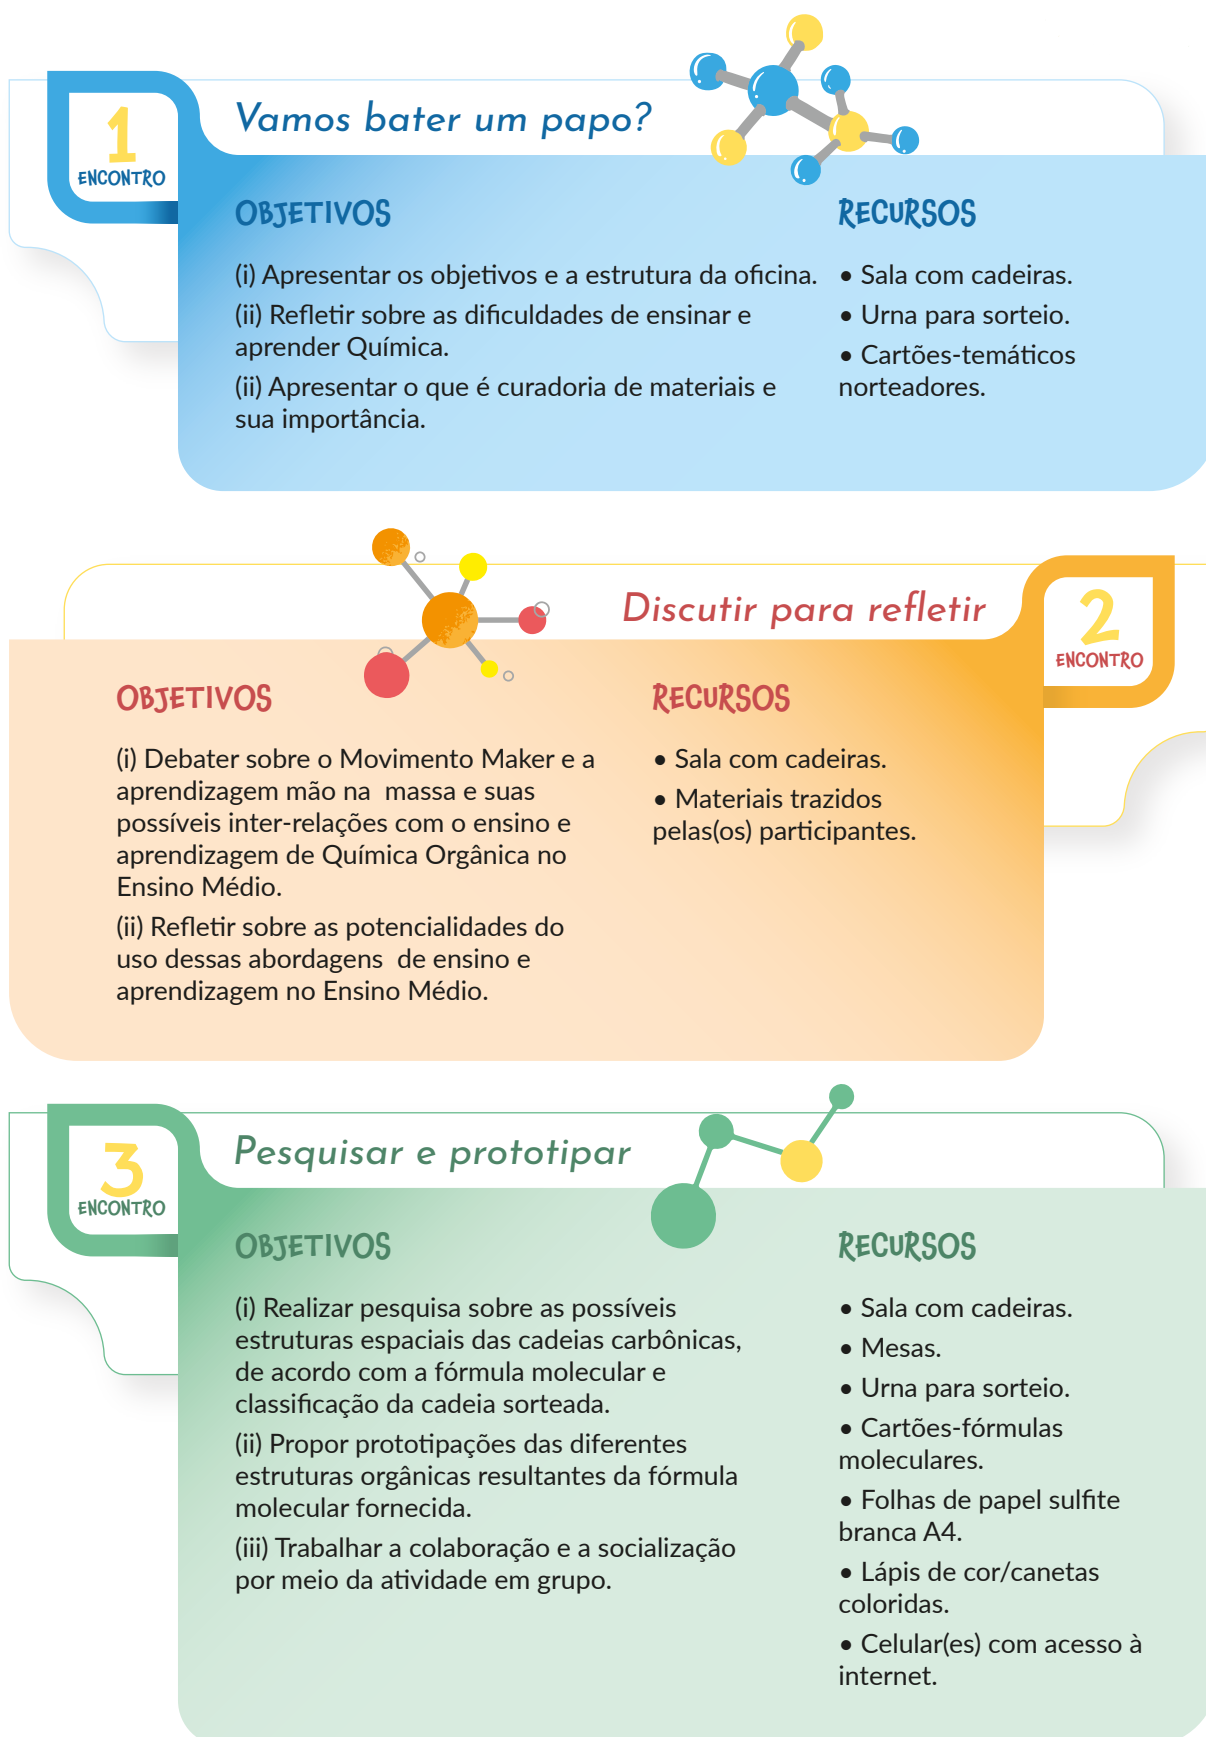 1
ENCONTRO
Vamos bater um papo?
OBJETIVOS
(i) Apresentar os objetivos e a estrutura da oficina.
(ii) Refletir sobre as dificuldades de ensinar e
aprender Química.
(ii) Apresentar o que é curadoria de materiais e
sua importância.
RECURSOS
• Sala com cadeiras.
• Urna para sorteio.
• Cartões-temáticos
norteadores.
Discutir para refletir
2
ENCONTRO
OBJETIVOS
(i) Debater sobre o Movimento Maker e a
aprendizagem mão na massa e suas
possíveis inter-relações com o ensino e
aprendizagem de Química Orgânica no
Ensino Médio.
(ii) Refletir sobre as potencialidades do
uso dessas abordagens de ensino e
aprendizagem no Ensino Médio.
RECURSOS
• Sala com cadeiras.
• Materiais trazidos
pelas(os) participantes.
3
ENCONTRO
Pesquisar e prototipar
OBJETIVOS
(i) Realizar pesquisa sobre as possíveis
estruturas espaciais das cadeias carbônicas,
de acordo com a fórmula molecular e
classificação da cadeia sorteada.
(ii) Propor prototipações das diferentes
estruturas orgânicas resultantes da fórmula
molecular fornecida.
(iii) Trabalhar a colaboração e a socialização
por meio da atividade em grupo.
RECURSOS
• Sala com cadeiras.
• Mesas.
• Urna para sorteio.
• Cartões-fórmulas
moleculares.
• Folhas de papel sulfite
branca A4.
• Lápis de cor/canetas
coloridas.
• Celular(es) com acesso à
internet.